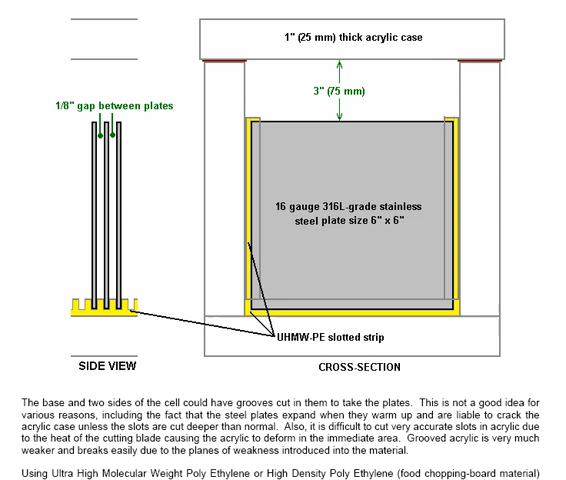 1" (25 mm) thick acrylic case
3" (75 mm)
1/8" gap between plates
16 gauge 316L-grade stainless
steel plate size 6" x 6"
UHMW-PE slotted strip
SIDE VIEW
CROSS-SECTION
The base and two sides of the cell could have grooves cut in them to take the plates. This is not a good idea for
various reasons, including the fact that the steel plates expand when they warm up and are liable to crack the
acrylic case unless the slots are cut deeper than normal. Also, it is difficult to cut very accurate slots in acrylic due
to the heat of the cutting blade causing the acrylic to deform in the immediate area. Grooved acrylic is very much
weaker and breaks easily due to the planes of weakness introduced into the material.
Using Ultra High Molecular Weight Poly Ethylene or High Density Poly Ethylene (food chopping-board material)